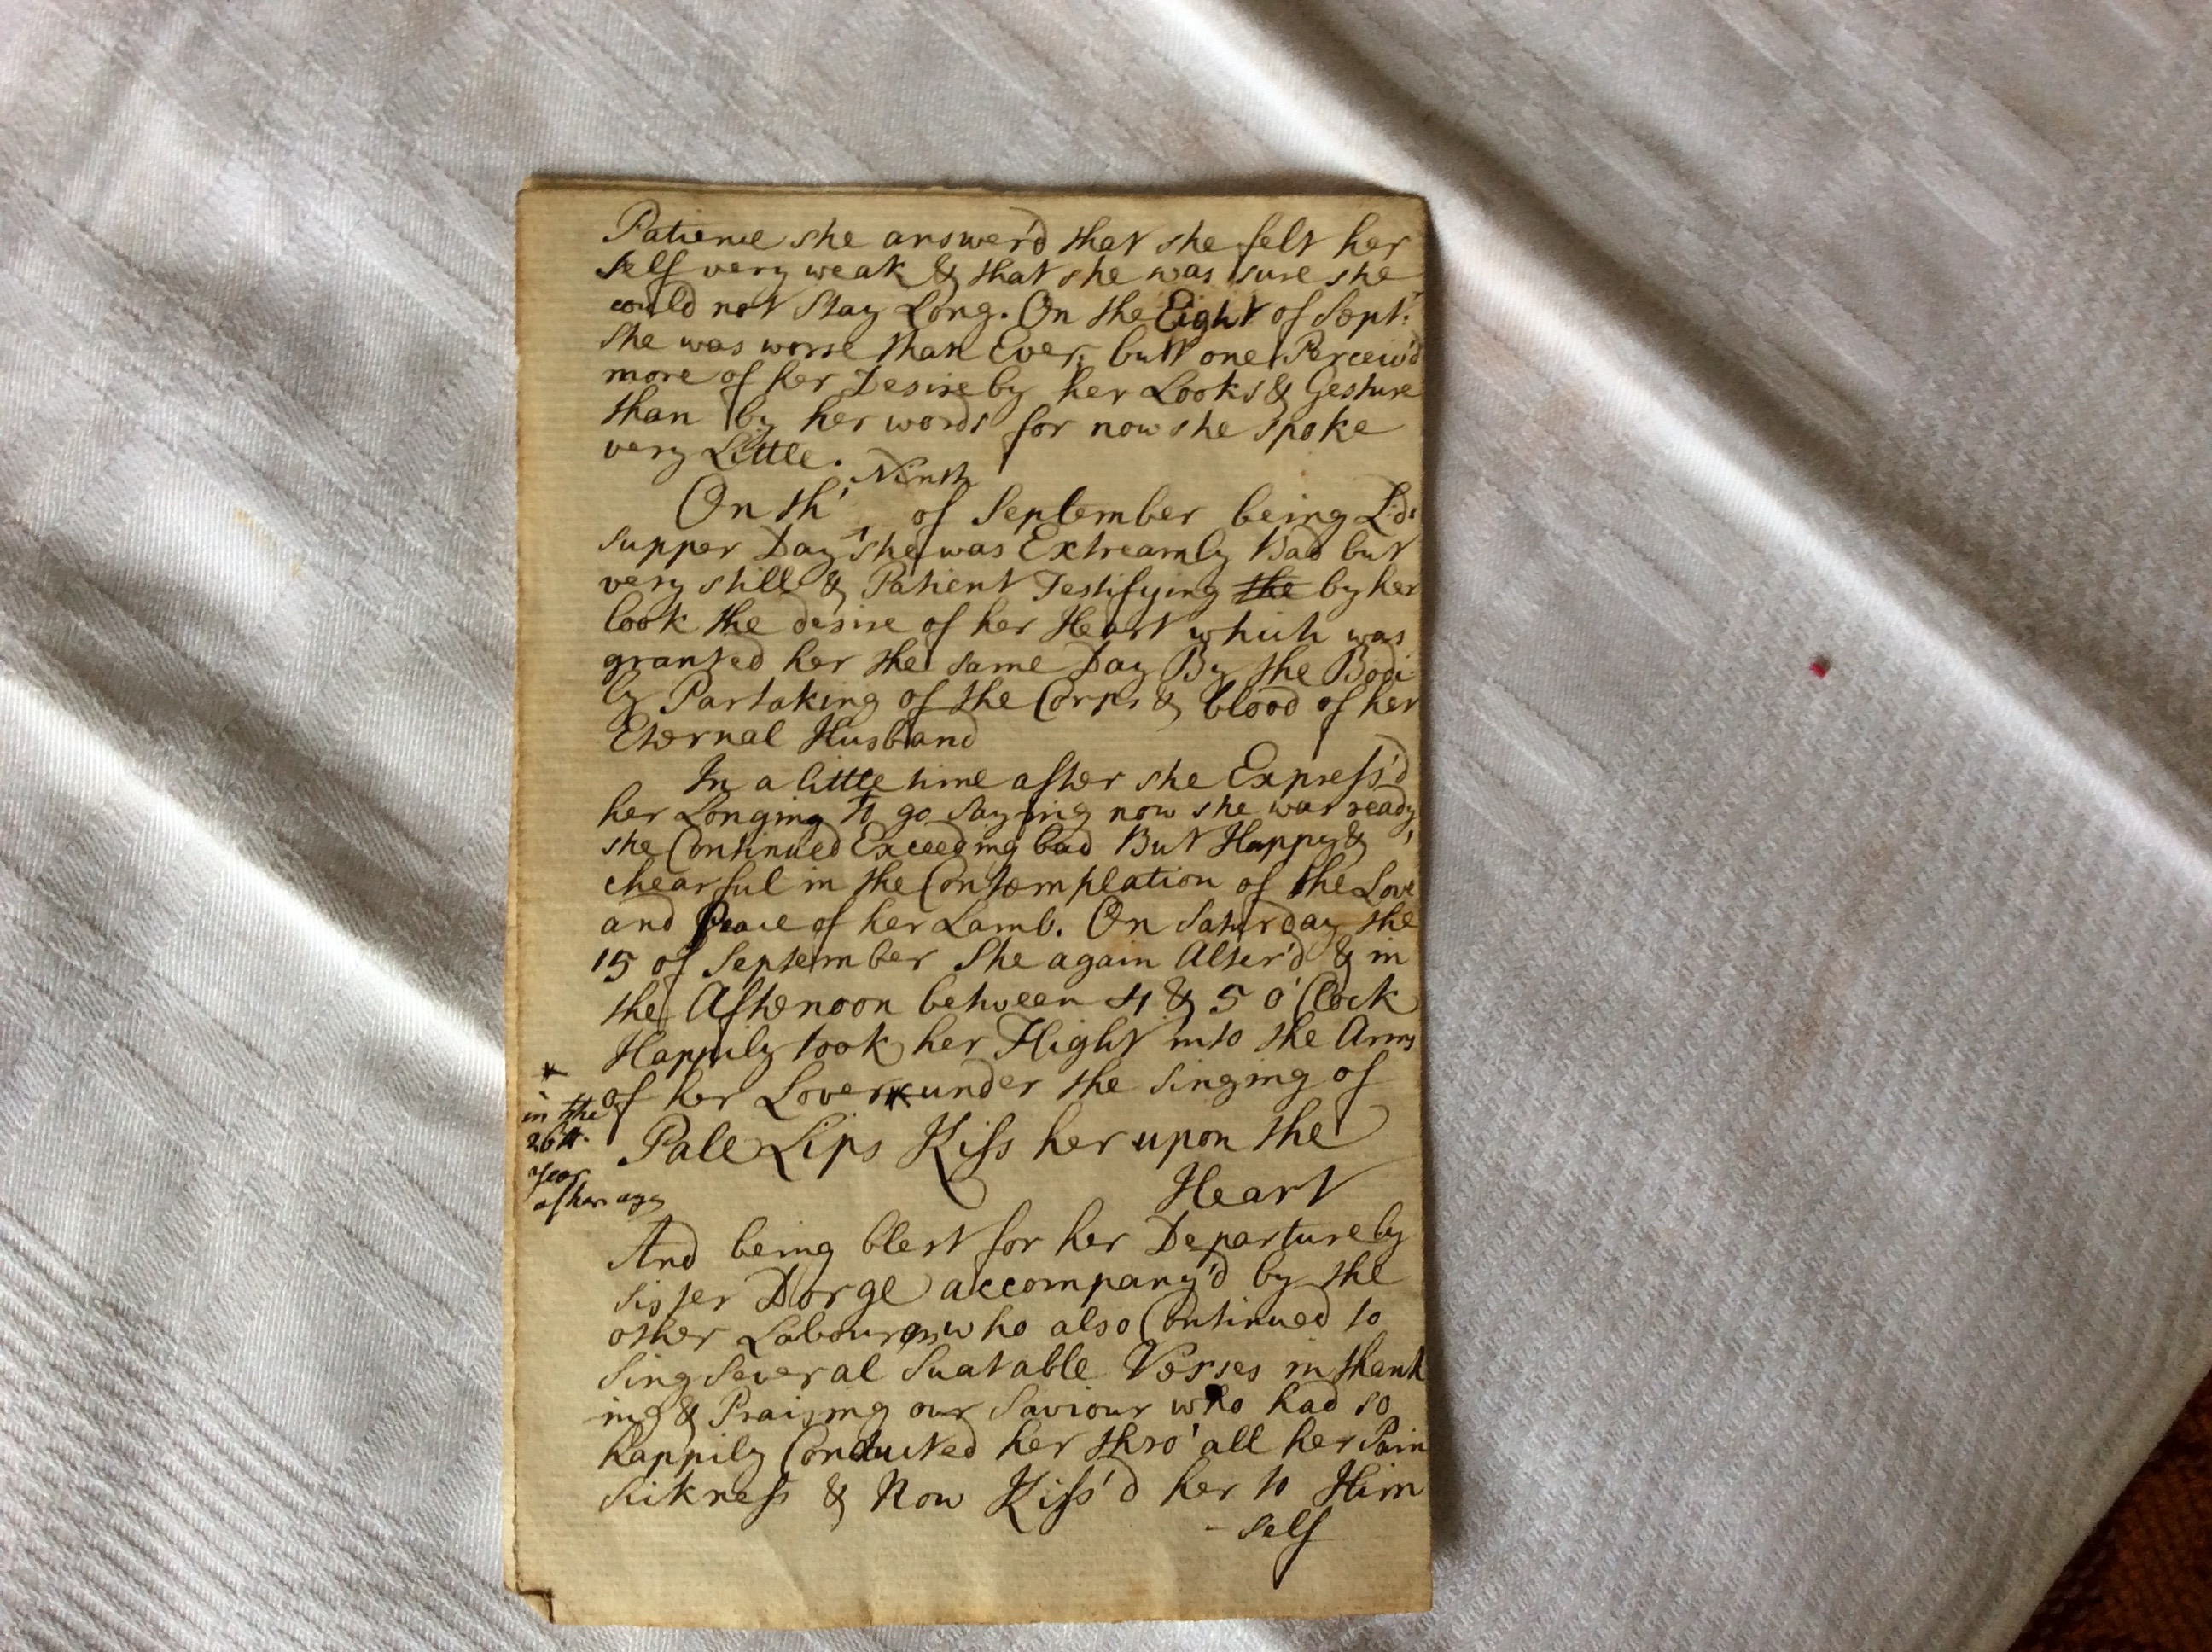 Patience she answer'd that she felt her
self very weak & that she was sure she
could not Stay Long. On the Eight of Sept:
She was worse than Ever; butt one Perceiv'd
more of her Desire by her Looks & Gesture
than by her words for now she spoke
very Little.
Ninth
On th' of September being L:ds
supper Day she was Extreamly Bad but
very still & Patient Testifying the by her
look the desire of her Heart which was
granted her the same Day By the Bodi
ly Partaking of the Corps & blood of her
Eternal Husband
In a little time after she Express'd
her Longing to go Saying now she was ready
she Continued Exceeding bad But Happy &
chearful in the Contemplation of the Love
and Peace of her Lamb. On Saturday the
15 of September She again Alter'd & in
the Afternoon between 4 & 5 o'Clock
Happily took her Flight into the Arms
of her Lover * under the Singing of
*
in the
26th
year
of her age
Pale Lips Kiss her upon the
Heart
And being blest for her Departure by
sister Dorge accompany'd by the
other Labourers who also Continued to
Sing Several Suatable Verses in thank
ing & Praising our Saviour who had so
happily Conducted her thro' all her Pain
Sikness & Now Kiss'd her to Him
- self